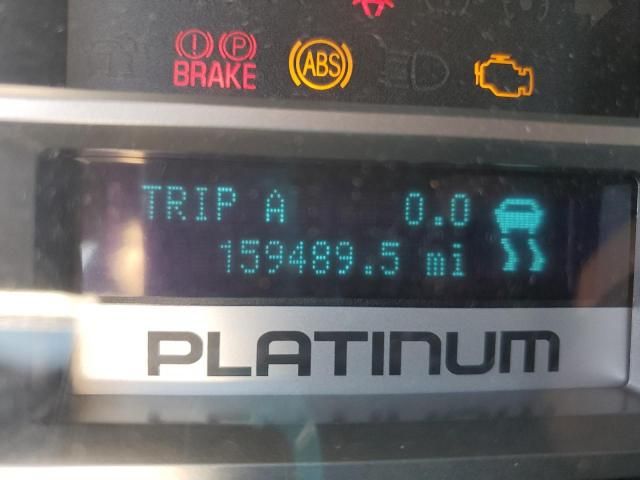 ! P
BRAKE ABS
TRIP A 0.0
159489.5 mi
PLATINUM